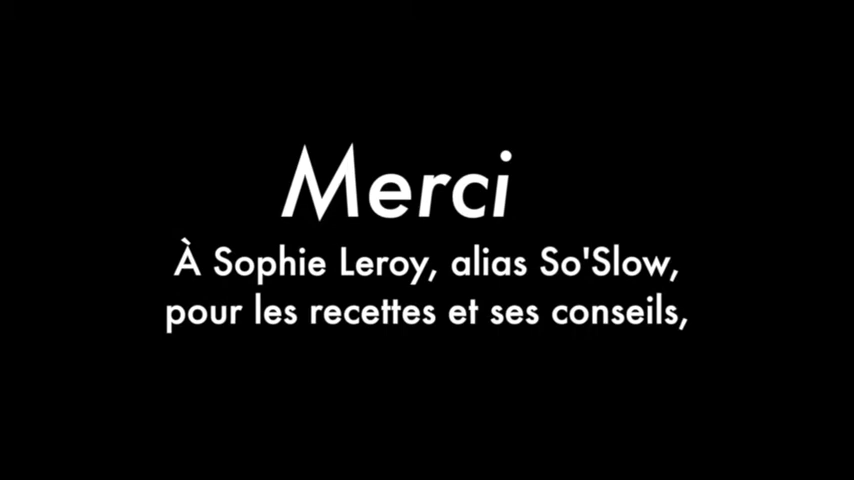 Merci
À Sophie Leroy, alias So'Slow,
pour les recettes et ses conseils,